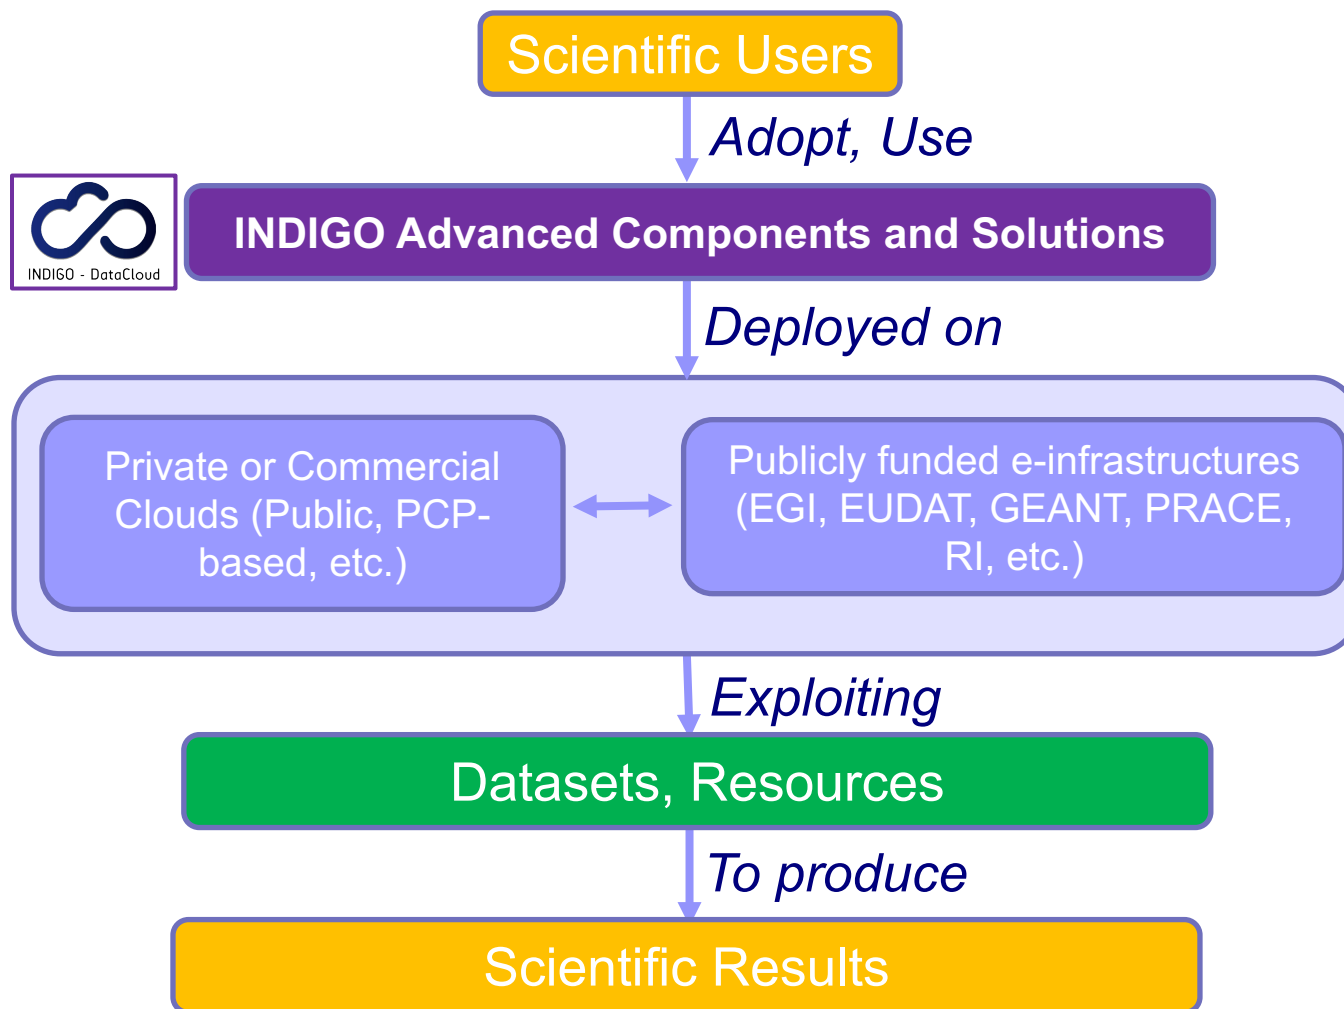 Scientific Users
Adopt, Use
INDIGO - DataCloud
INDIGO Advanced Components and Solutions
Deployed on
Private or Commercial
Clouds (Public, PCP-
based, etc.)
Publicly funded e-infrastructures
(EGI, EUDAT, GEANT, PRACE,
RI, etc.)
Exploiting
Datasets, Resources
To produce
Scientific Results